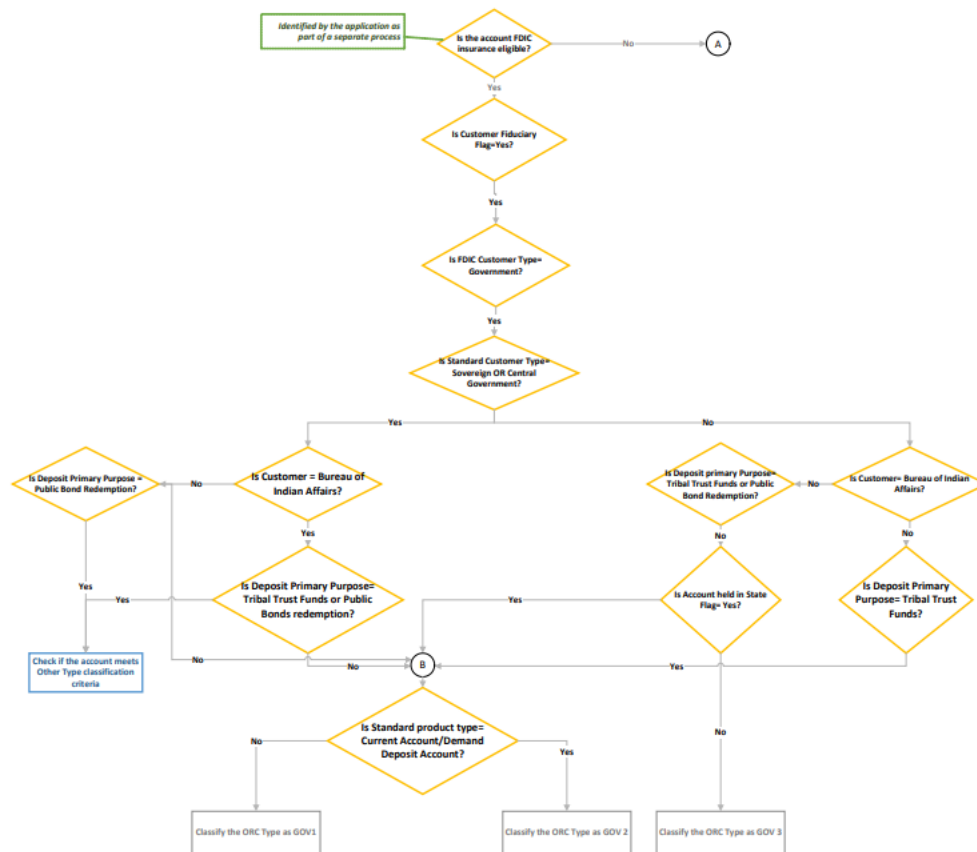 Identified by the application as
part of a separate process
Is the account FDIC
insurance eligible?
No
A
Yes
Is Customer Fiduciary
Flag=Yes?
Yes
Is FDIC Customer Type=
Government?
Yes
Is Standard Customer Type=
Sovereign OR Central
Government?
Yes
No
Is Deposit Primary Purpose =
Public Bond Redemption?
No
Is Customer = Bureau of
Indian Affairs?
Is Deposit primary Purpose=
Tribal Trust Funds or Public
Bond Redemption?
No
Is Customer= Bureau of Indian
Affairs?
Yes
No
No
Yes
Yes
Is Deposit Primary Purpose=
Tribal Trust Funds or Public
Bonds redemption?
Yes
Is Account held in State
Flag= Yes?
Is Deposit Primary
Purpose= Tribal Trust
Funds?
Check if the account meets
Other Type classification
criteria
No
No
B
Yes
Is Standard product type=
Current Account/Demand
Deposit Account?
No
Yes
No
Classify the ORC Type as GOV1
Classify the ORC Type as GOV 2
Classify the ORC Type as GOV 3